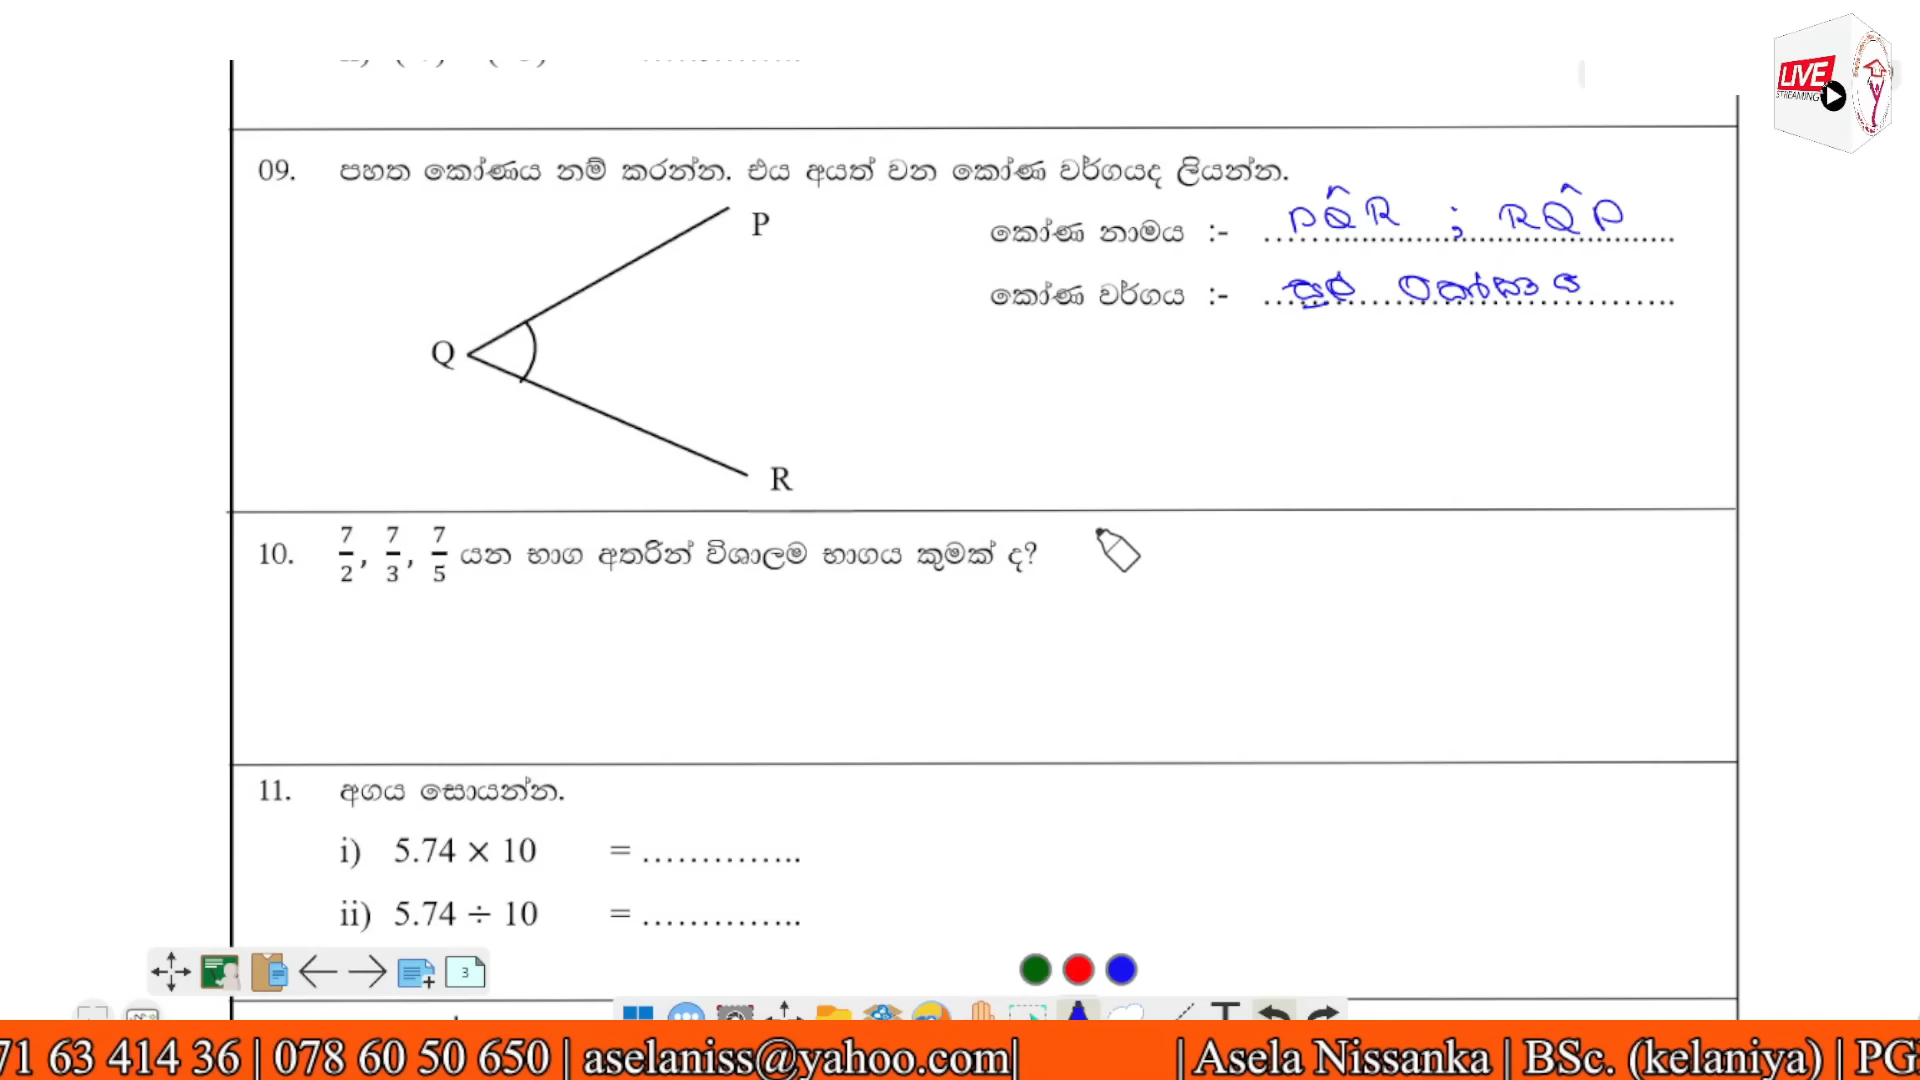 LIVE
STREAMING
09. පහත කෝණය නම් කරන්න. එය අයත් වන කෝණ වර්ගයද ලියන්න.
P
කෝණ නාමය :- PQ̂R ; RQ̂P
කෝණ වර්ගය :- සුළු කෝණය
Q
R
10. 7/2, 7/3, 7/5 යන භාග අතරින් විශාලම භාගය කුමක් ද?
11. අගය සොයන්න.
i) 5.74 × 10 = ..............
ii) 5.74 ÷ 10 = ..............
3
71 63 414 36 | 078 60 50 650 | aselaniss@yahoo.com| | Asela Nissanka | BSc. (kelaniya) | PG